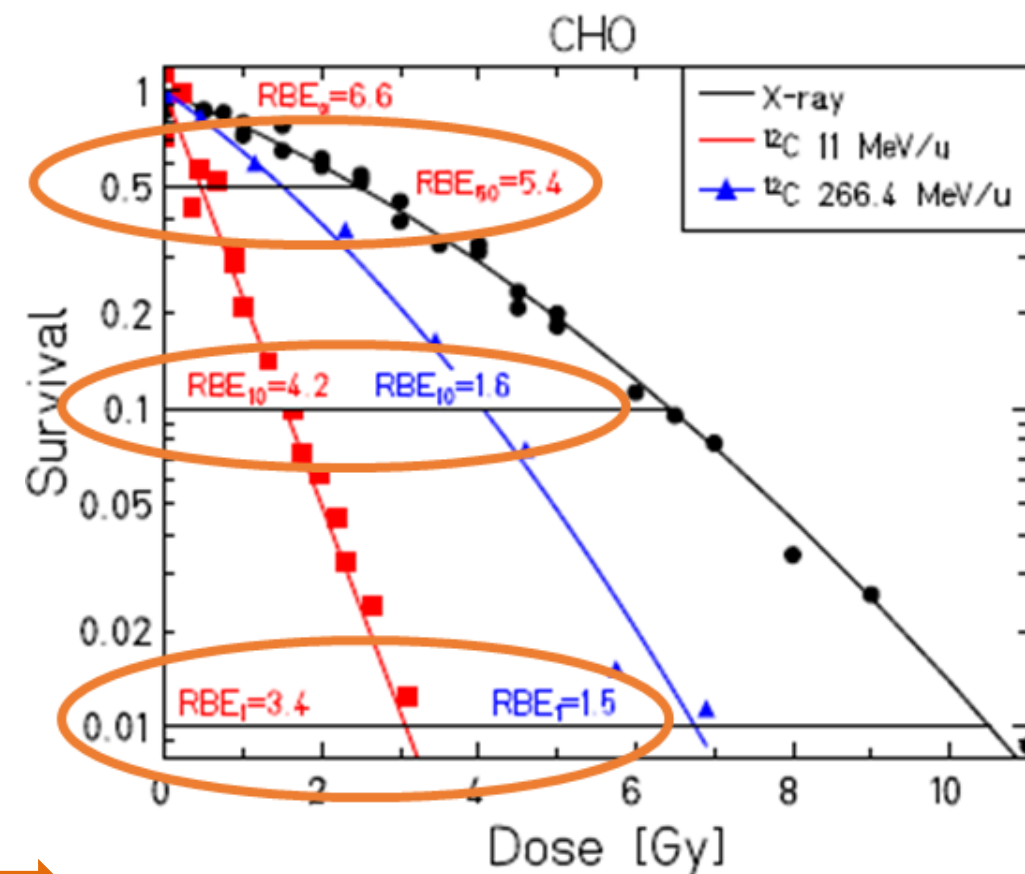 CHO
X-ray
¹²C 11 MeV/u
¹²C 266.4 MeV/u
RBEₐ=6.6
RBE₅₀=5.4
RBE₁₀=4.2 RBE₁₀=1.6
RBE₁=3.4 RBE₁=1.5
Survival
1
0.5
0.2
0.1
0.05
0.02
0.01
0 2 4 6 8 10
Dose [Gy]